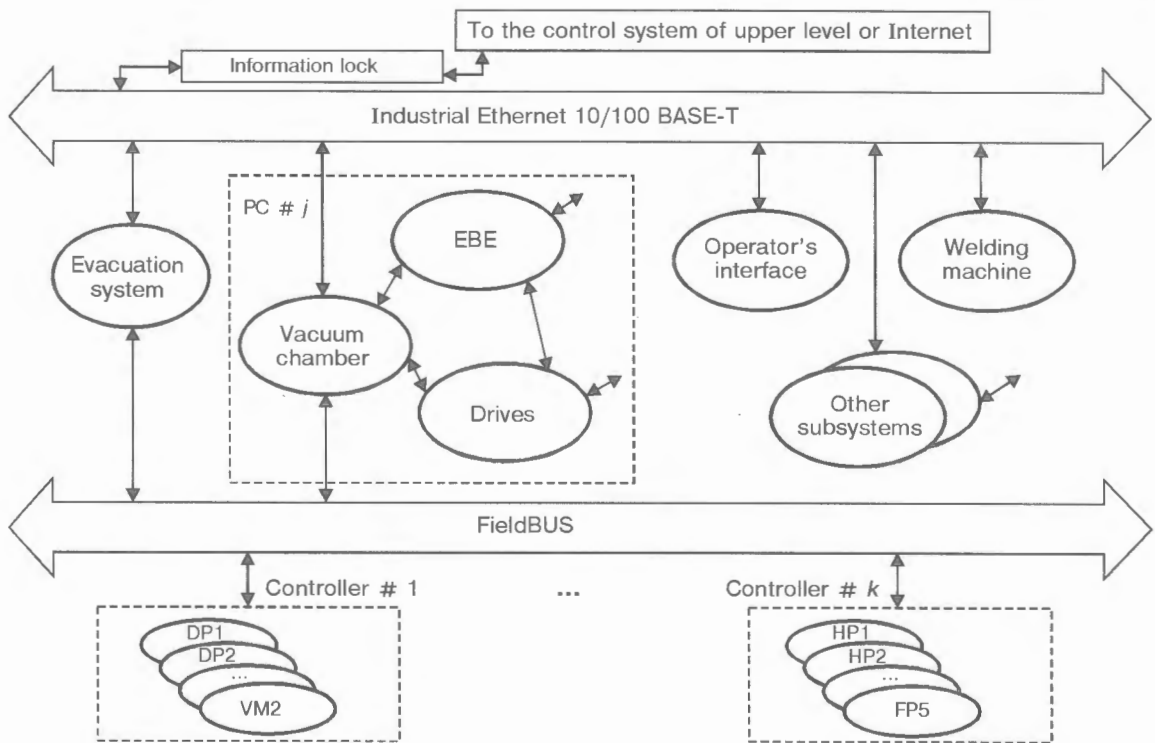 To the control system of upper level or Internet
Information lock
Industrial Ethernet 10/100 BASE-T
PC # j
EBE
Evacuation
system
Operator's
interface
Welding
machine
Vacuum
chamber
Drives
Other
subsystems
FieldBUS
Controller # 1
...
Controller # k
DP1
DP2
...
VM2
HP1
HP2
...
FP5